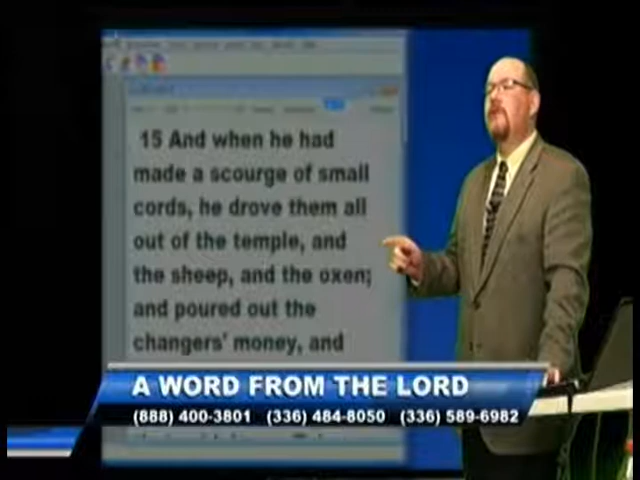 15 And when he had
made a scourge of small
cords, he drove them all
out of the temple, and
the sheep, and the oxen;
and poured out the
changers' money, and
A WORD FROM THE LORD
(888) 400-3801 (336) 484-8050 (336) 589-6982